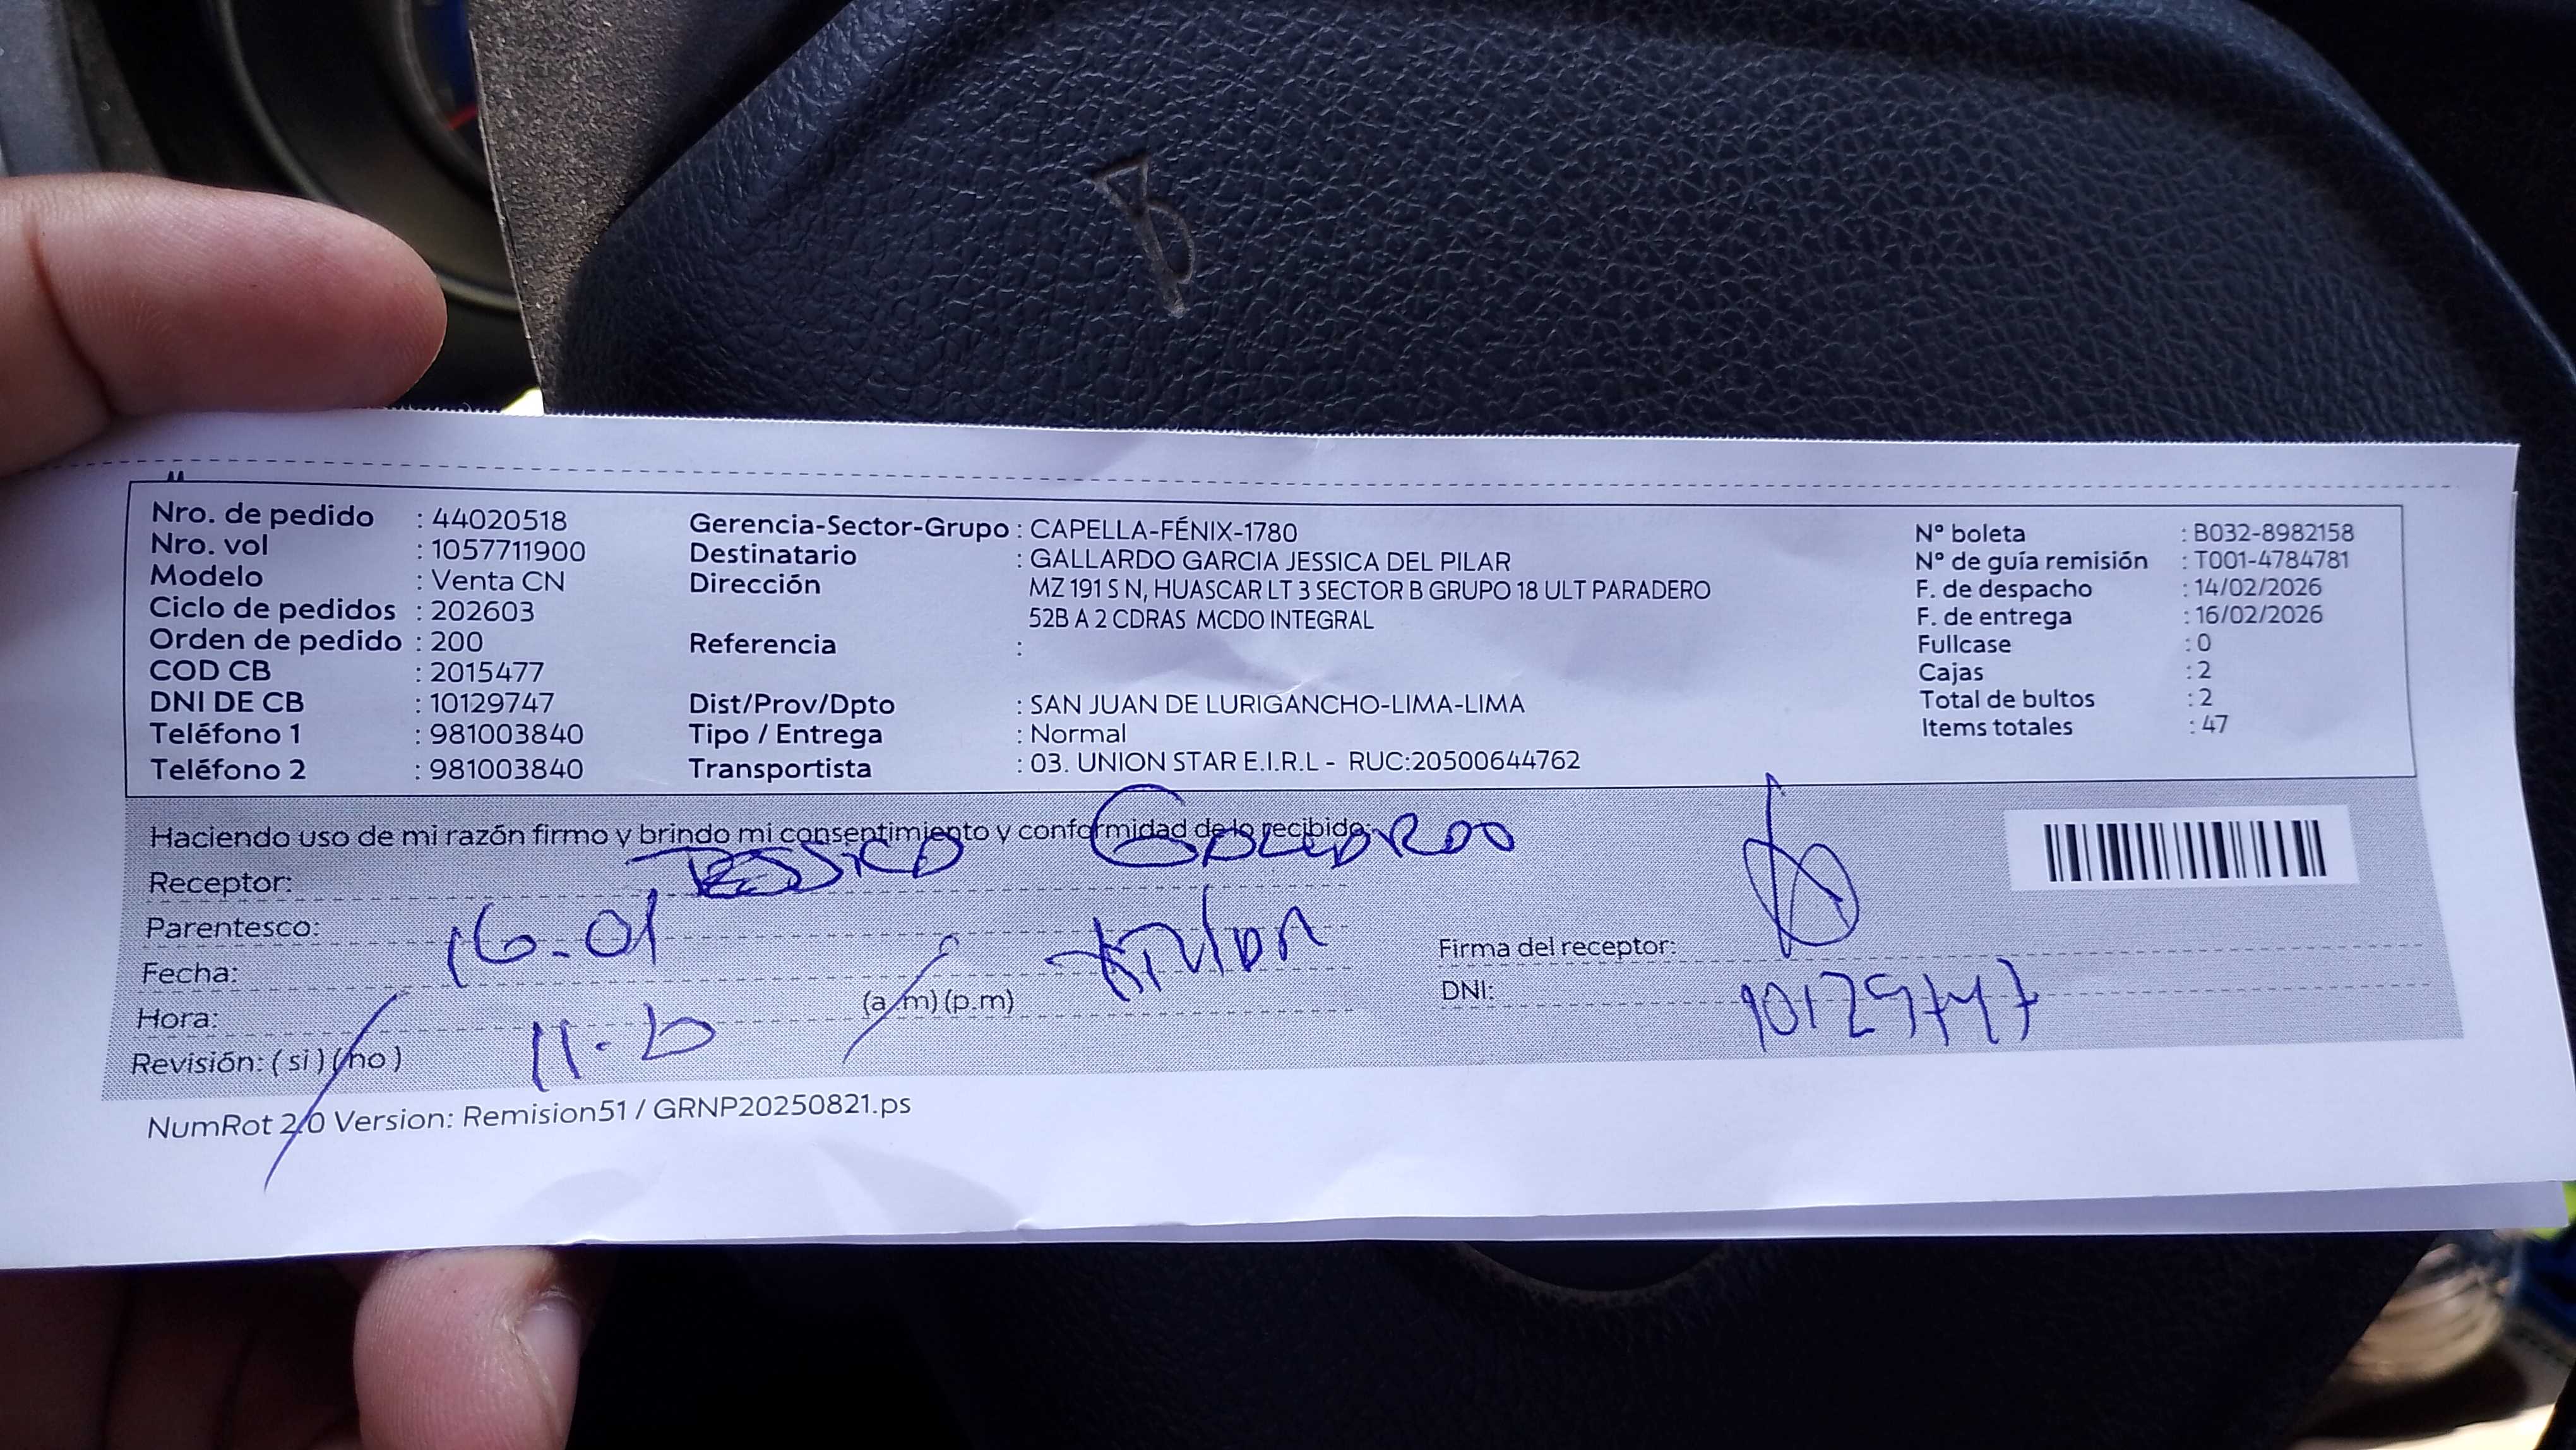 Nro. de pedido : 44020518
Nro. vol : 1057711900
Modelo : Venta CN
Ciclo de pedidos : 202603
Orden de pedido : 200
COD CB : 2015477
DNI DE CB : 10129747
Teléfono 1 : 981003840
Teléfono 2 : 981003840
Gerencia-Sector-Grupo : CAPELLA-FÉNIX-1780
Destinatario : GALLARDO GARCIA JESSICA DEL PILAR
Dirección MZ 191 S N, HUASCAR LT 3 SECTOR B GRUPO 18 ULT PARADERO
52B A 2 CDRAS MCDO INTEGRAL
Referencia :
Dist/Prov/Dpto : SAN JUAN DE LURIGANCHO-LIMA-LIMA
Tipo / Entrega : Normal
Transportista : 03. UNION STAR E.I.R.L - RUC:20500644762
N° boleta : B032-8982158
N° de guía remisión : T001-4784781
F. de despacho : 14/02/2026
F. de entrega : 16/02/2026
Fullcase : 0
Cajas : 2
Total de bultos : 2
Items totales : 47
Haciendo uso de mi razón firmo y brindo mi consentimiento y conformidad de lo recibido:
Receptor: Jessica Gallardo
Parentesco:
Fecha: 16-01
Hora: (a.m) (p.m)
Revisión: ( si ) ( no )
Firma del receptor:
DNI: 10129747
NumRot 2.0 Version: Remision51 / GRNP20250821.ps